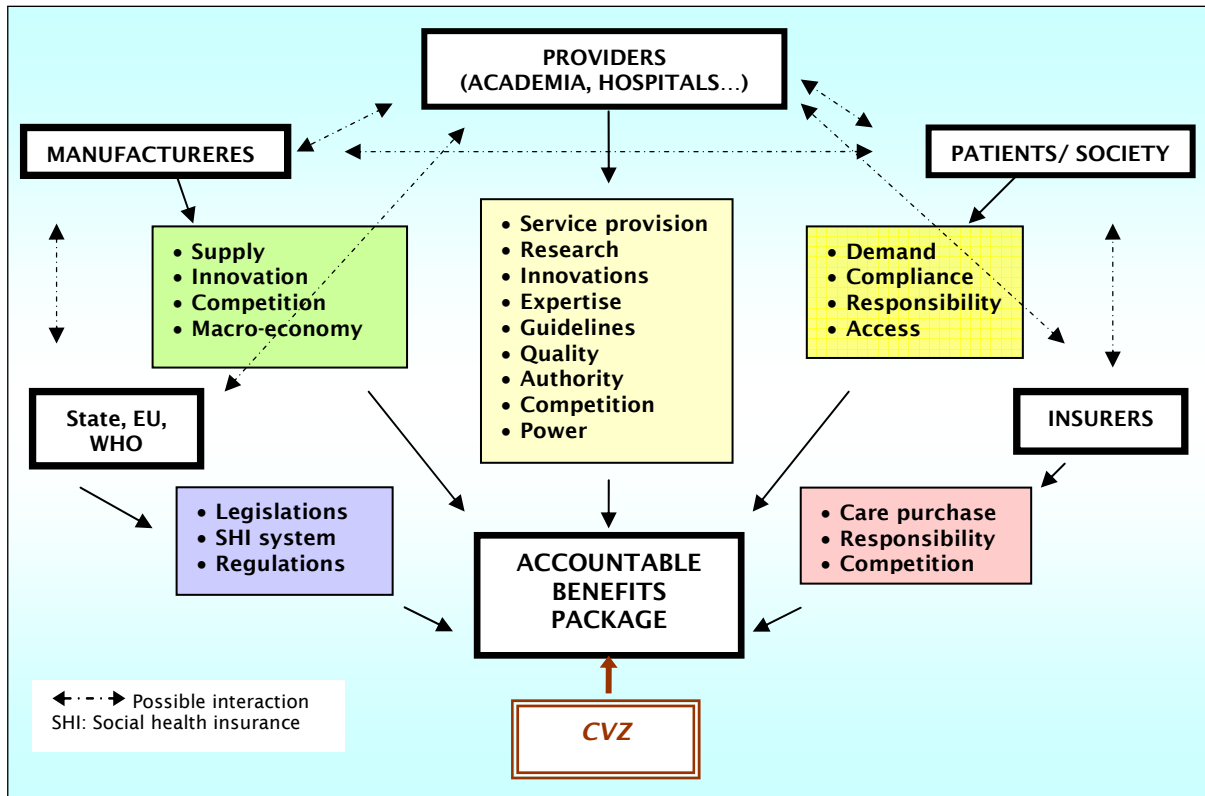 PROVIDERS
(ACADEMIA, HOSPITALS…)
MANUFACTURERES
PATIENTS/ SOCIETY
• Supply
• Innovation
• Competition
• Macro-economy
• Service provision
• Research
• Innovations
• Expertise
• Guidelines
• Quality
• Authority
• Competition
• Power
• Demand
• Compliance
• Responsibility
• Access
State, EU,
WHO
INSURERS
• Legislations
• SHI system
• Regulations
ACCOUNTABLE
BENEFITS
PACKAGE
• Care purchase
• Responsibility
• Competition
Possible interaction
SHI: Social health insurance
CVZ